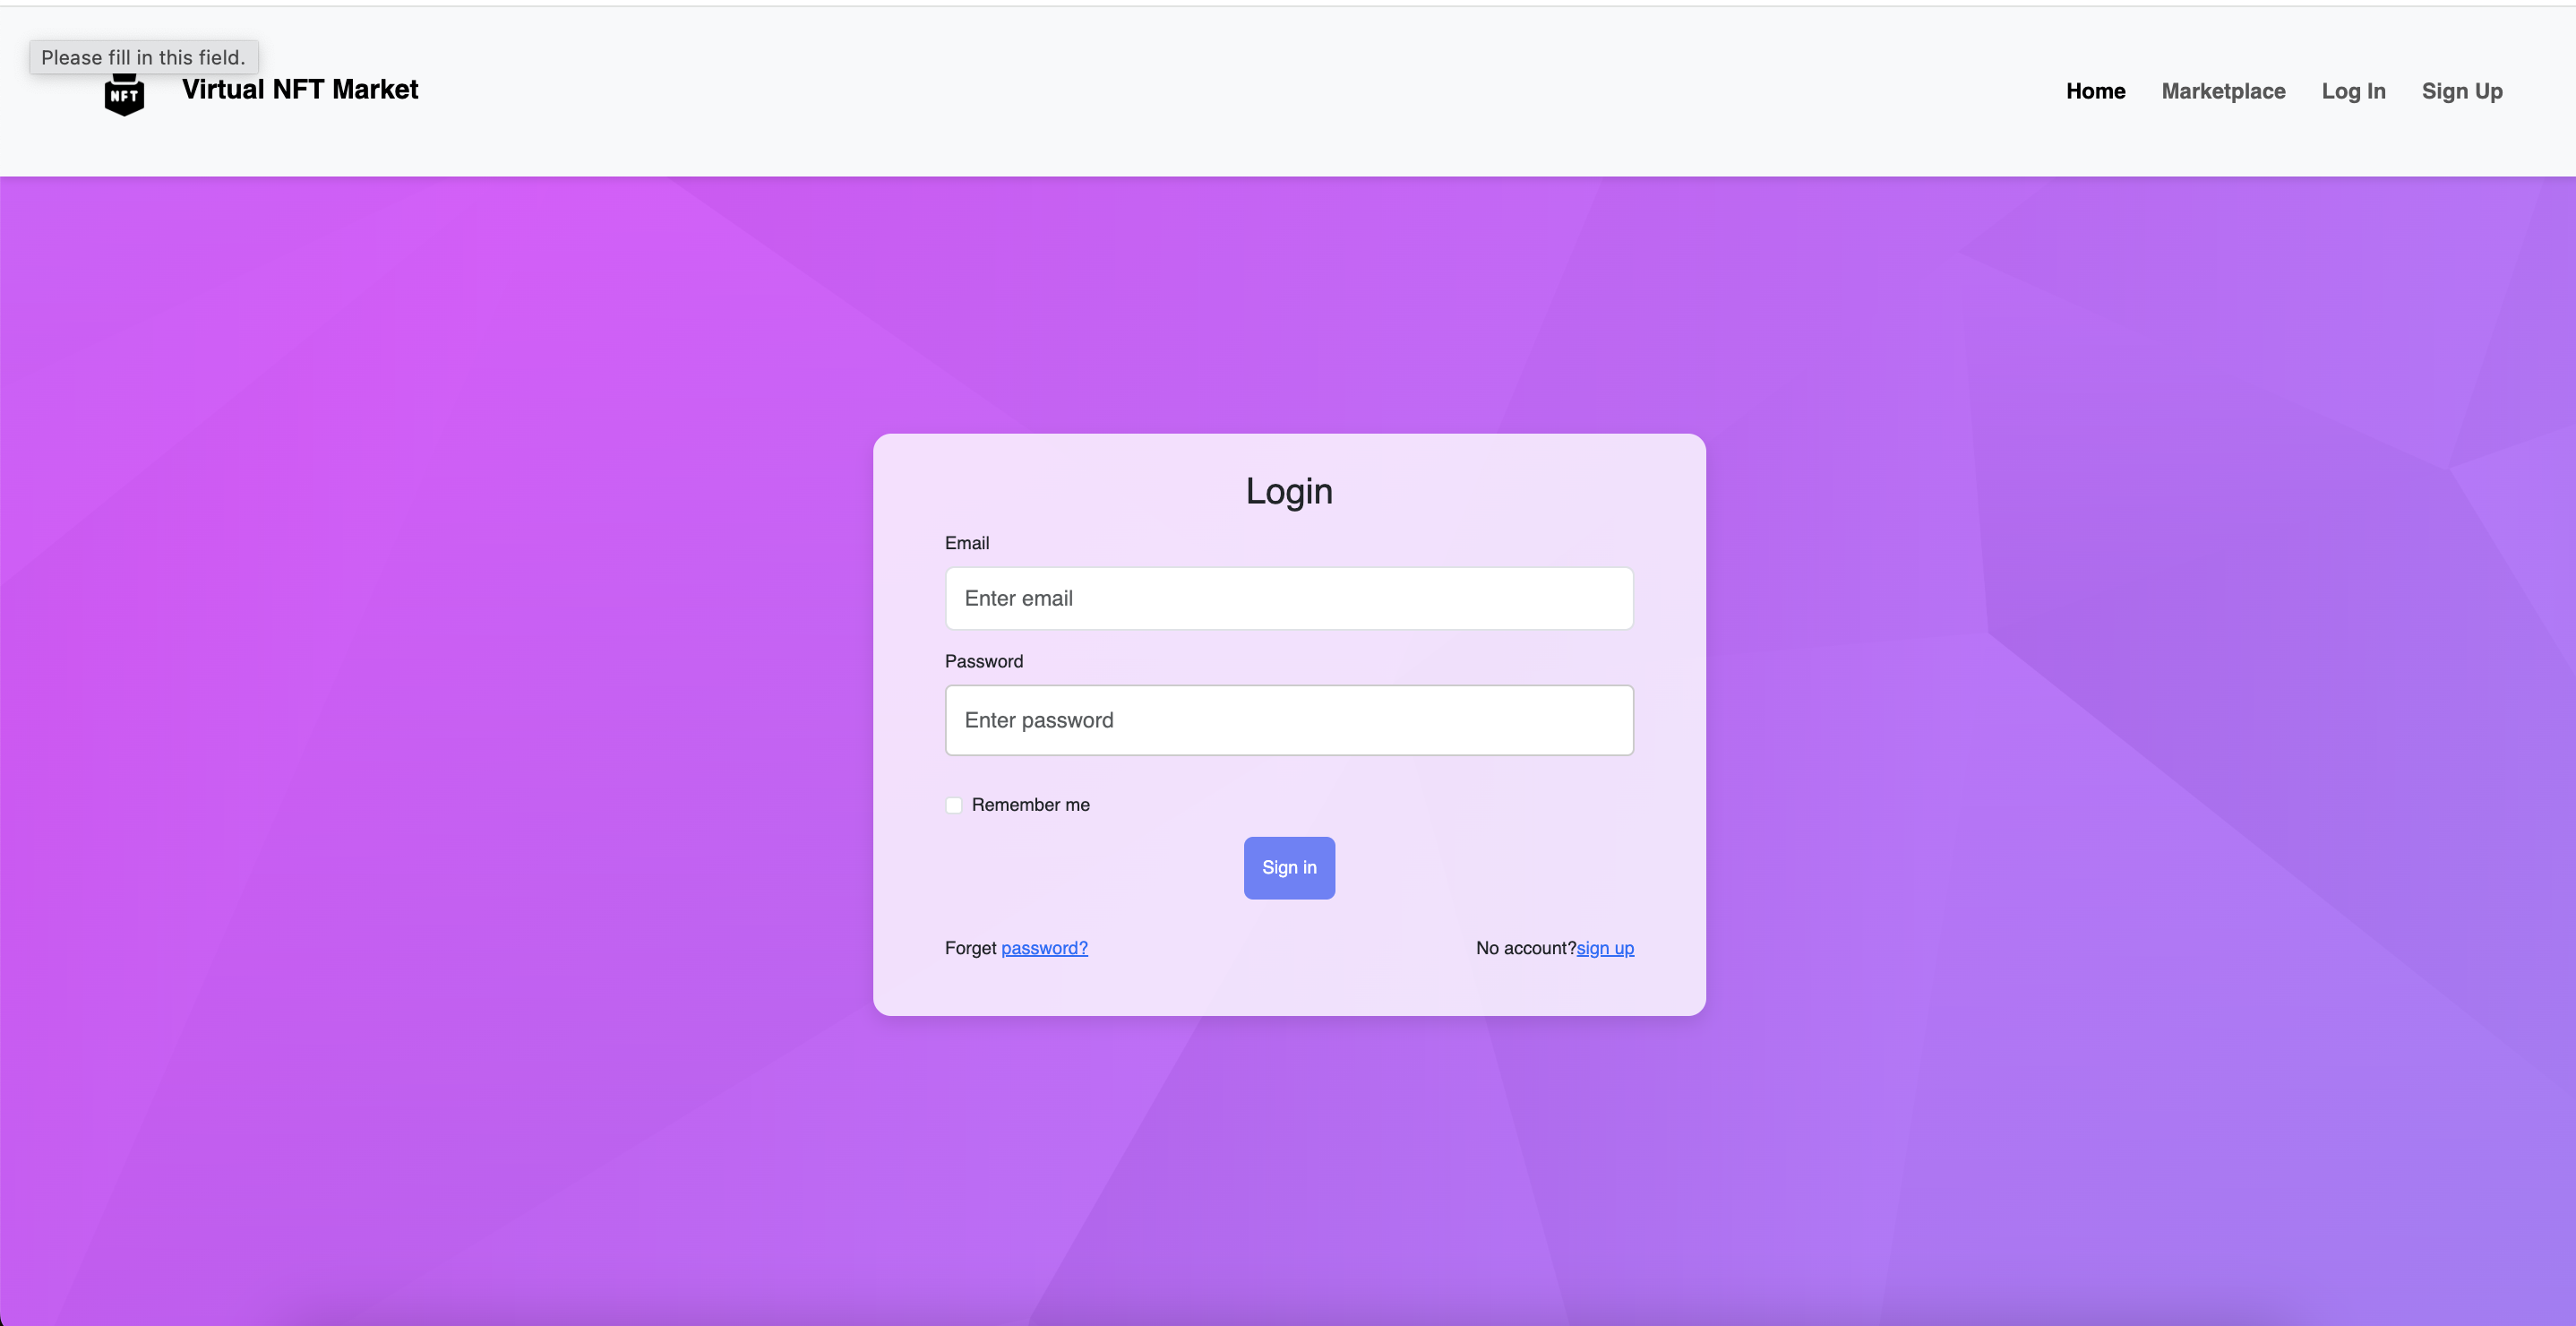 Please fill in this field.
NFT
Virtual NFT Market
Home Marketplace Log In Sign Up
Login
Email
Enter email
Password
Enter password
Remember me
Sign in
Forget password? No account?sign up